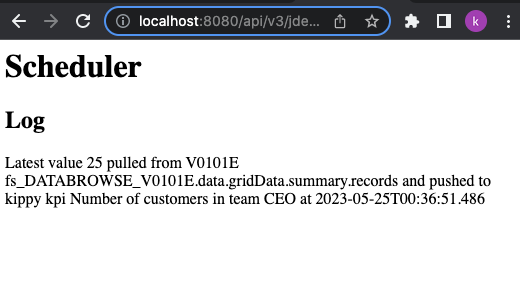 localhost:8080/api/v3/jde...
k
Scheduler
Log
Latest value 25 pulled from V0101E
fs_DATABROWSE_V0101E.data.gridData.summary.records and pushed to
kippy kpi Number of customers in team CEO at 2023-05-25T00:36:51.486